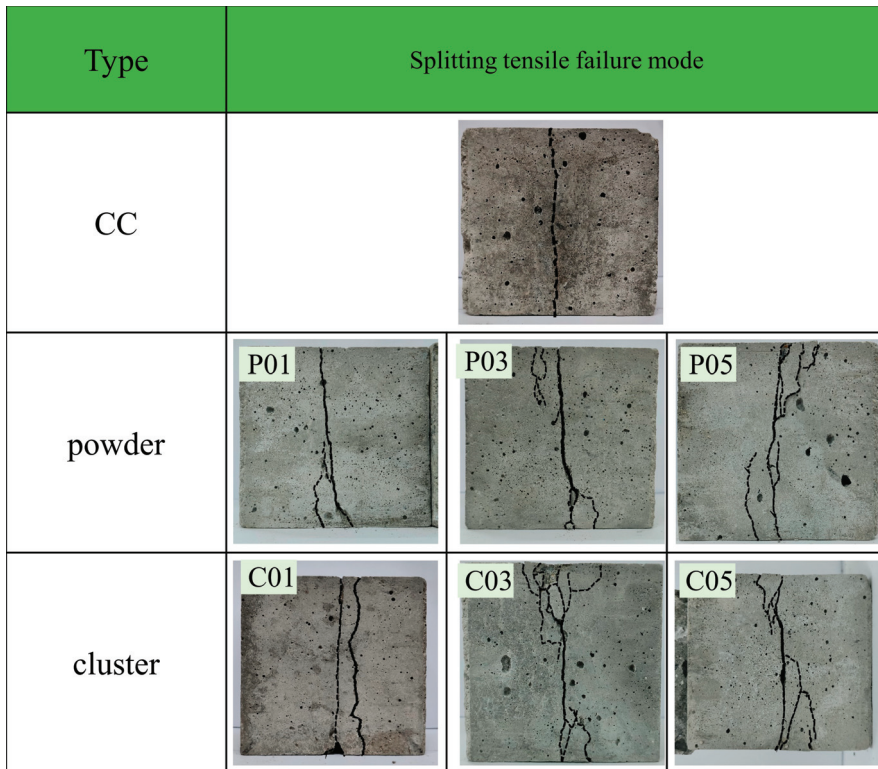 Type
Splitting tensile failure mode
CC
powder
P01
P03
P05
cluster
C01
C03
C05